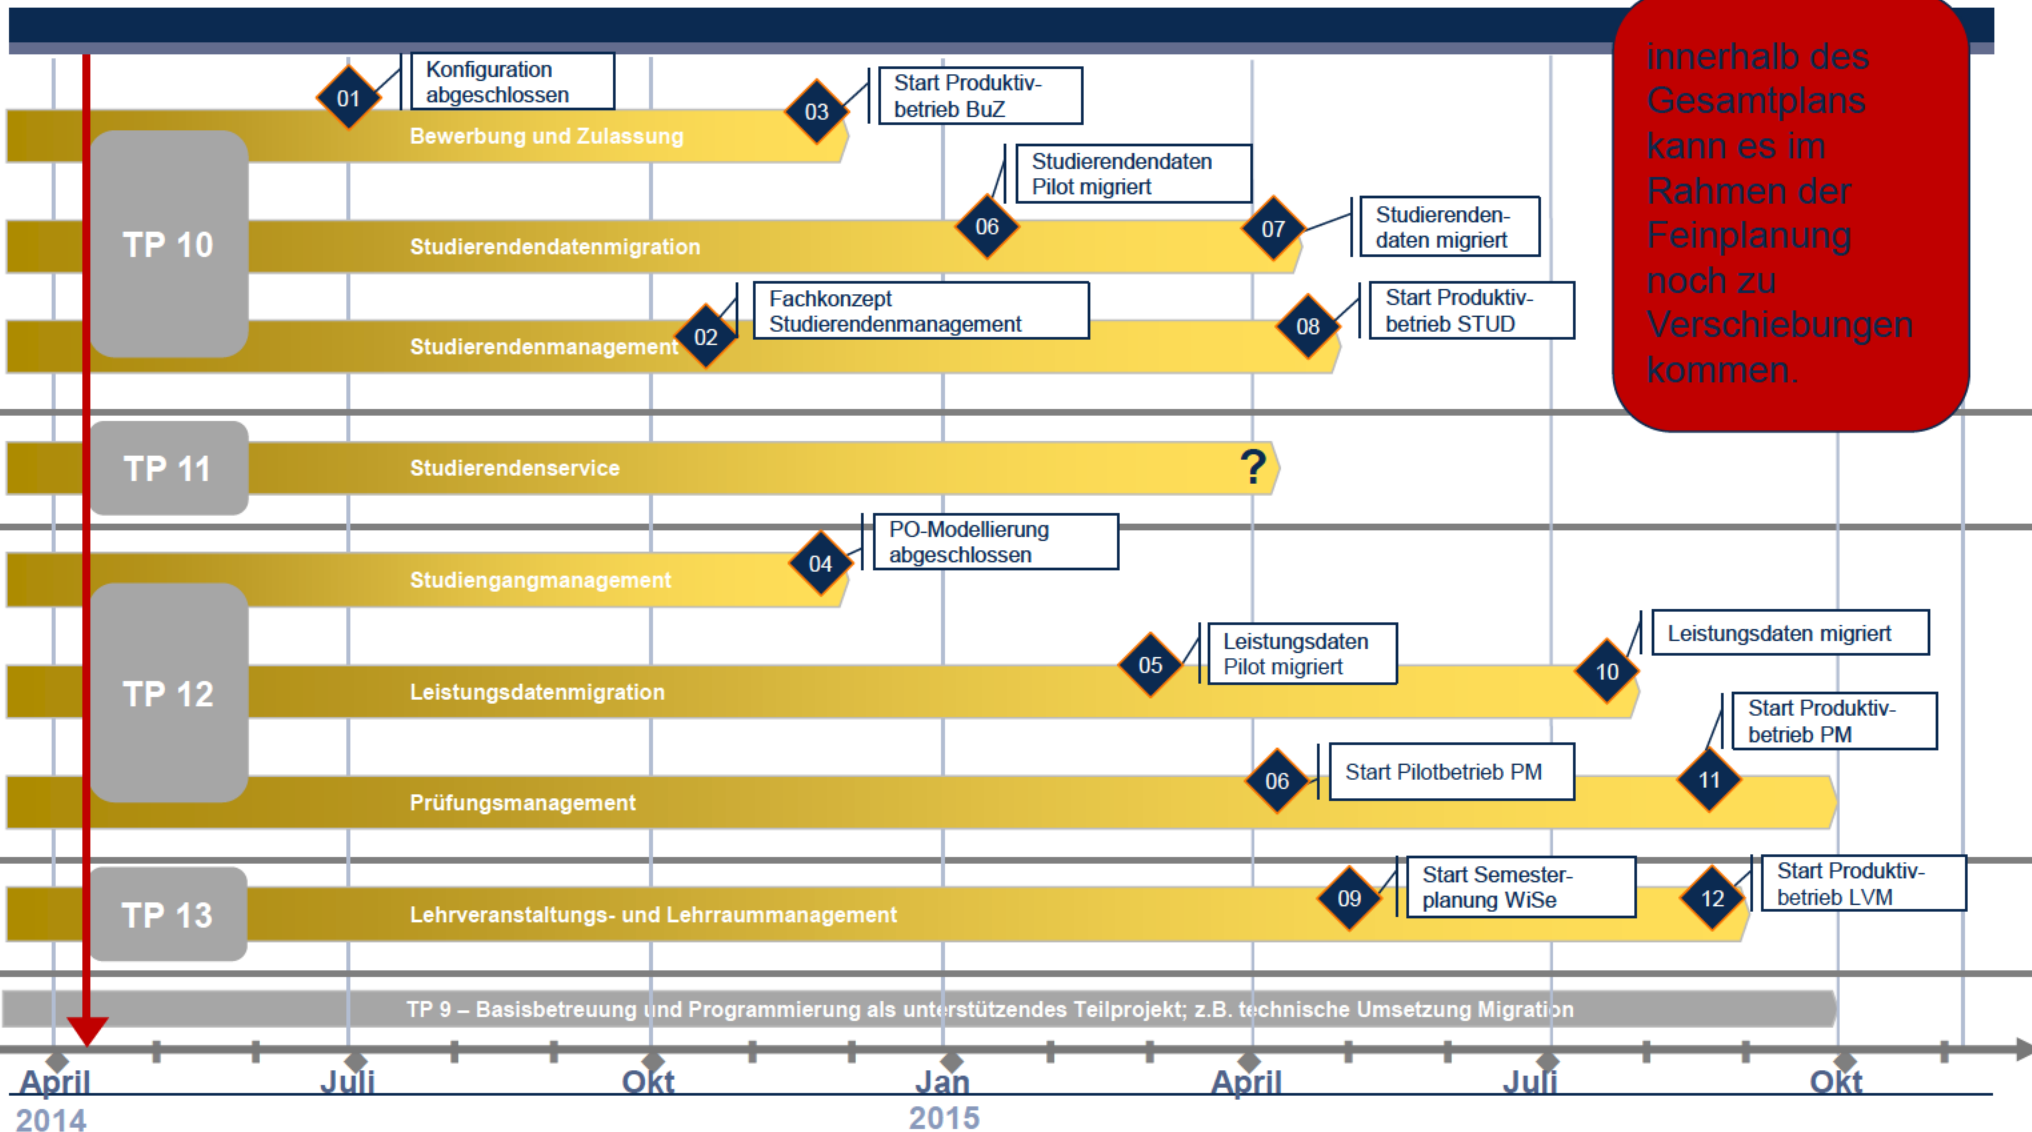 innerhalb des
Gesamtplans
kann es im
Rahmen der
Feinplanung
noch zu
Verschiebungen
kommen.
01
Konfiguration
abgeschlossen
03
Start Produktiv-
betrieb BuZ
Bewerbung und Zulassung
TP 10
Studierendendaten
Pilot migriert
06
07
Studierenden-
daten migriert
Studierendendatenmigration
02
Fachkonzept
Studierendenmanagement
08
Start Produktiv-
betrieb STUD
Studierendenmanagement
TP 11
Studierendenservice
?
04
PO-Modellierung
abgeschlossen
Studiengangmanagement
TP 12
05
Leistungsdaten
Pilot migriert
10
Leistungsdaten migriert
Leistungsdatenmigration
06
Start Pilotbetrieb PM
11
Start Produktiv-
betrieb PM
Prüfungsmanagement
TP 13
09
Start Semester-
planung WiSe
12
Start Produktiv-
betrieb LVM
Lehrveranstaltungs- und Lehrraummanagement
TP 9 – Basisbetreuung und Programmierung als unterstützendes Teilprojekt; z.B. technische Umsetzung Migration
April Juli Okt Jan April Juli Okt
2014 2015